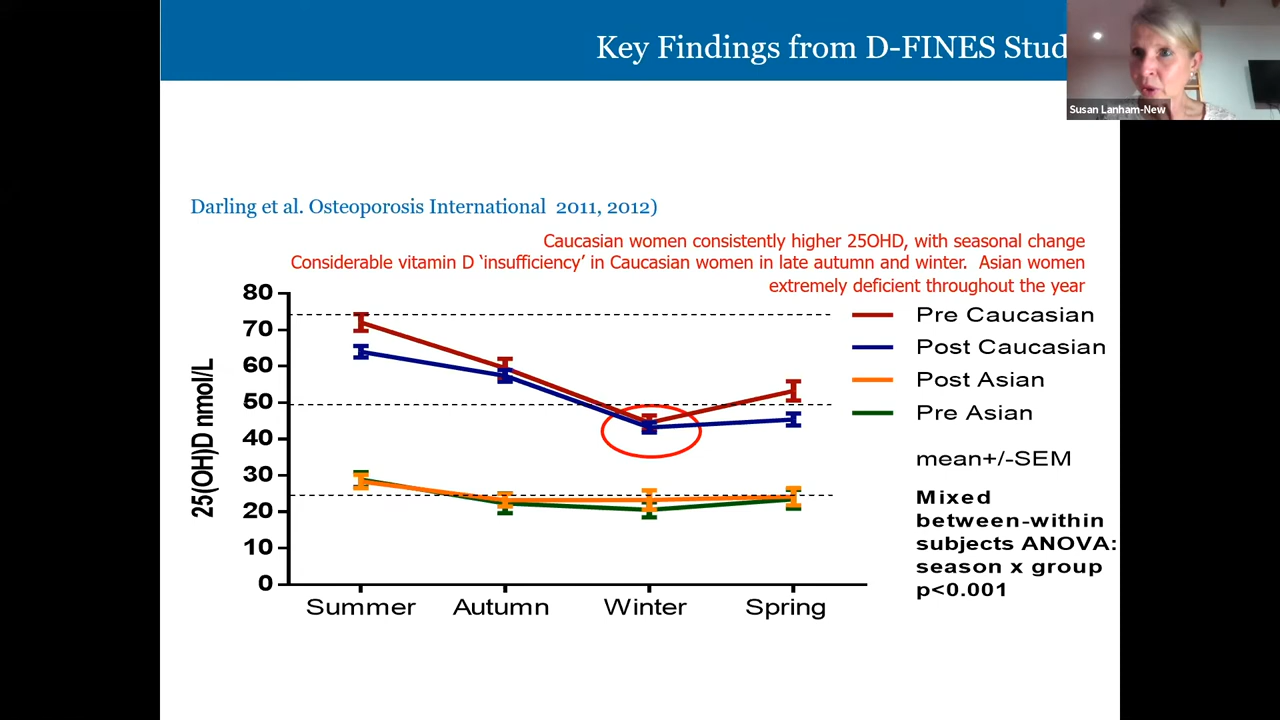 Key Findings from D-FINES Stud
Susan Lanham-New
Darling et al. Osteoporosis International 2011, 2012)
Caucasian women consistently higher 25OHD, with seasonal change
Considerable vitamin D ‘insufficiency’ in Caucasian women in late autumn and winter. Asian women
extremely deficient throughout the year
80
70
60
50
40
30
20
10
0
25(OH)D nmol/L
Summer Autumn Winter Spring
Pre Caucasian
Post Caucasian
Post Asian
Pre Asian
mean+/-SEM
Mixed
between-within
subjects ANOVA:
season x group
p<0.001